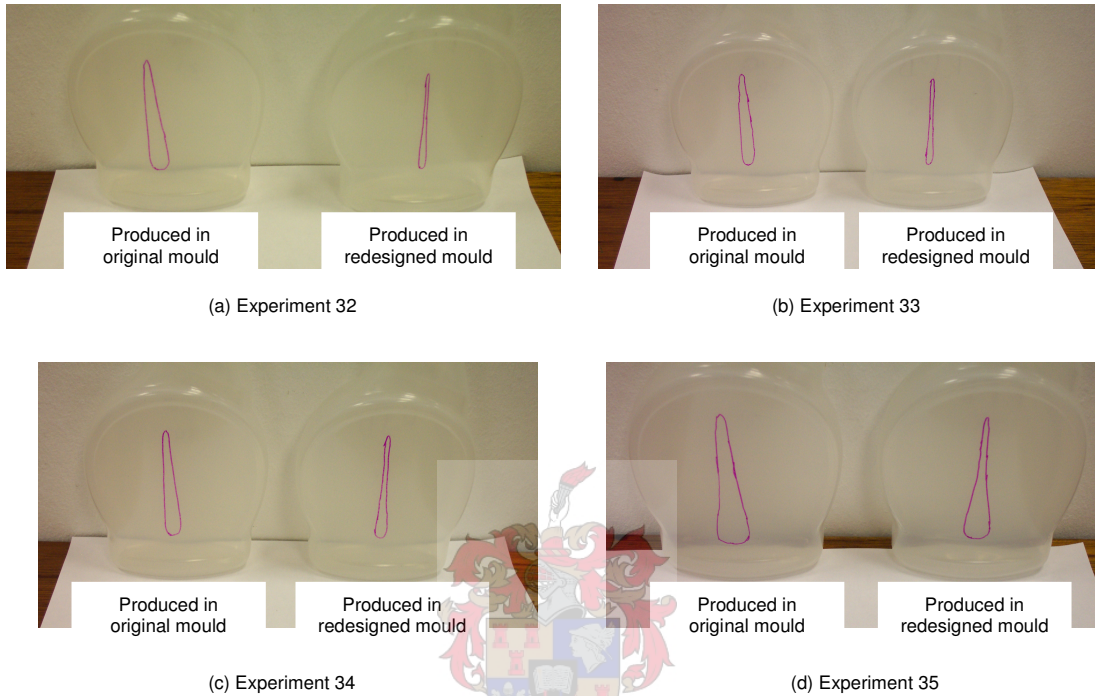 Produced in
original mould
Produced in
redesigned mould
(a) Experiment 32
Produced in
original mould
Produced in
redesigned mould
(b) Experiment 33
Produced in
original mould
Produced in
redesigned mould
(c) Experiment 34
Produced in
original mould
Produced in
redesigned mould
(d) Experiment 35